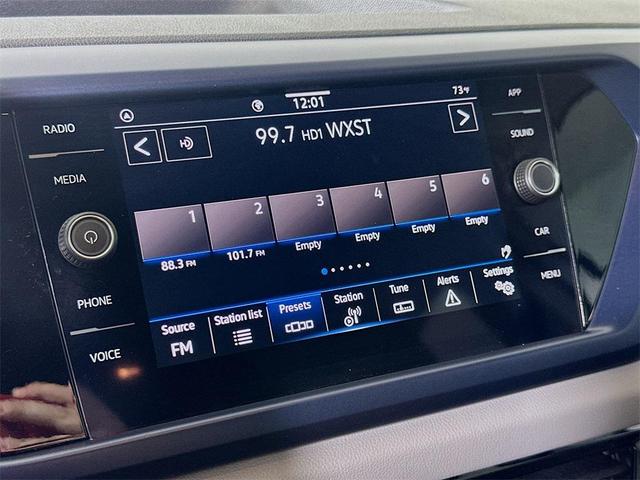 RADIO
MEDIA
PHONE
VOICE
12:01
73°F
99.7 HD1 WXST
HD
1
2
3
4
5
6
88.3 FM
101.7 FM
Empty
Empty
Empty
Empty
Source
FM
Station list
Presets
Station
Tune
Alerts
Settings
APP
SOUND
CAR
MENU